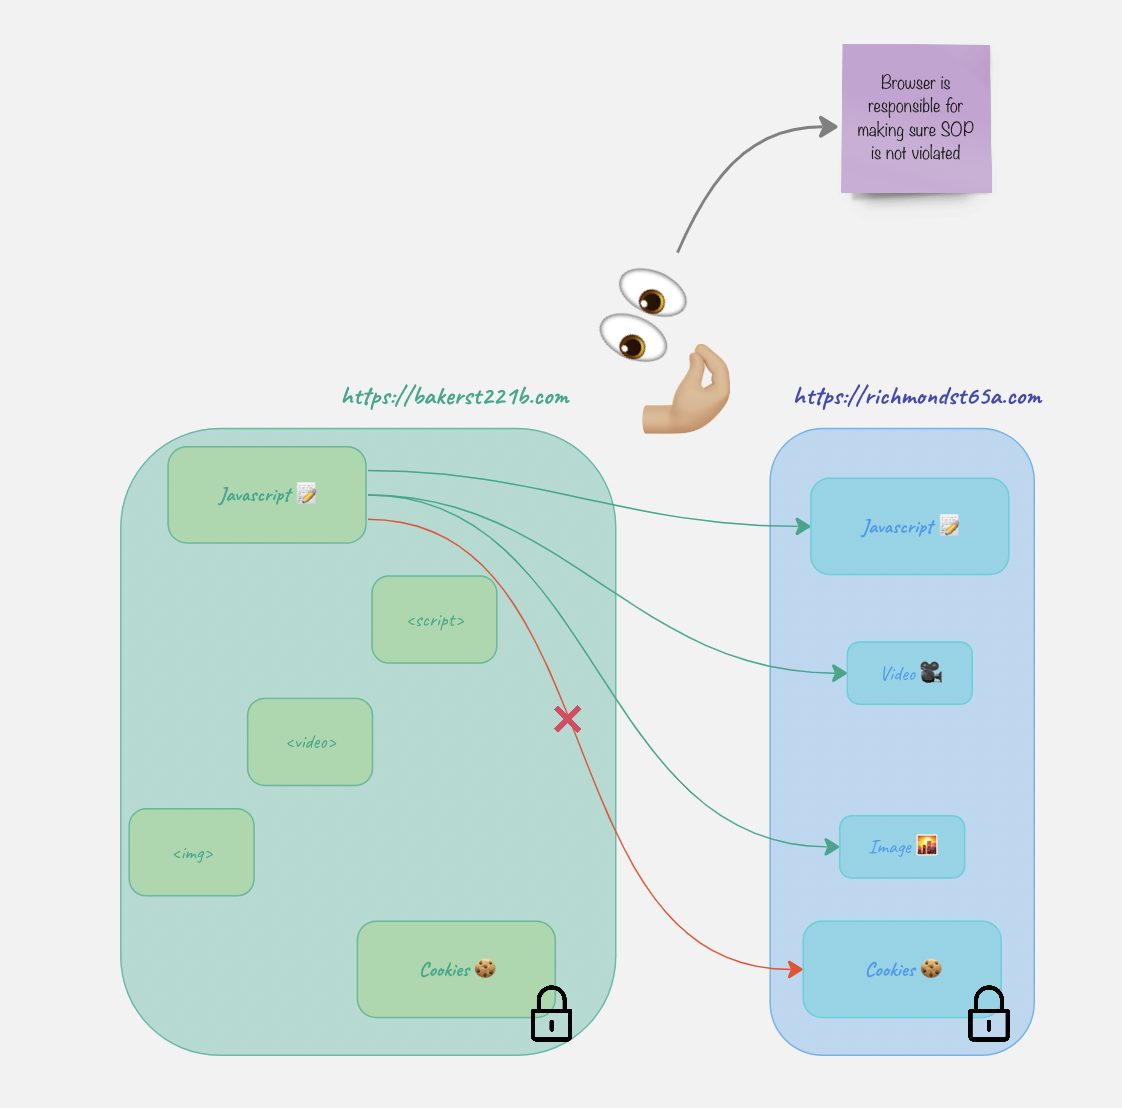 Browser is
responsible for
making sure SOP
is not violated
https://bakerst221b.com
https://richmondst65a.com
Javascript
Javascript
<script>
Video
<video>
<img>
Image
Cookies
Cookies